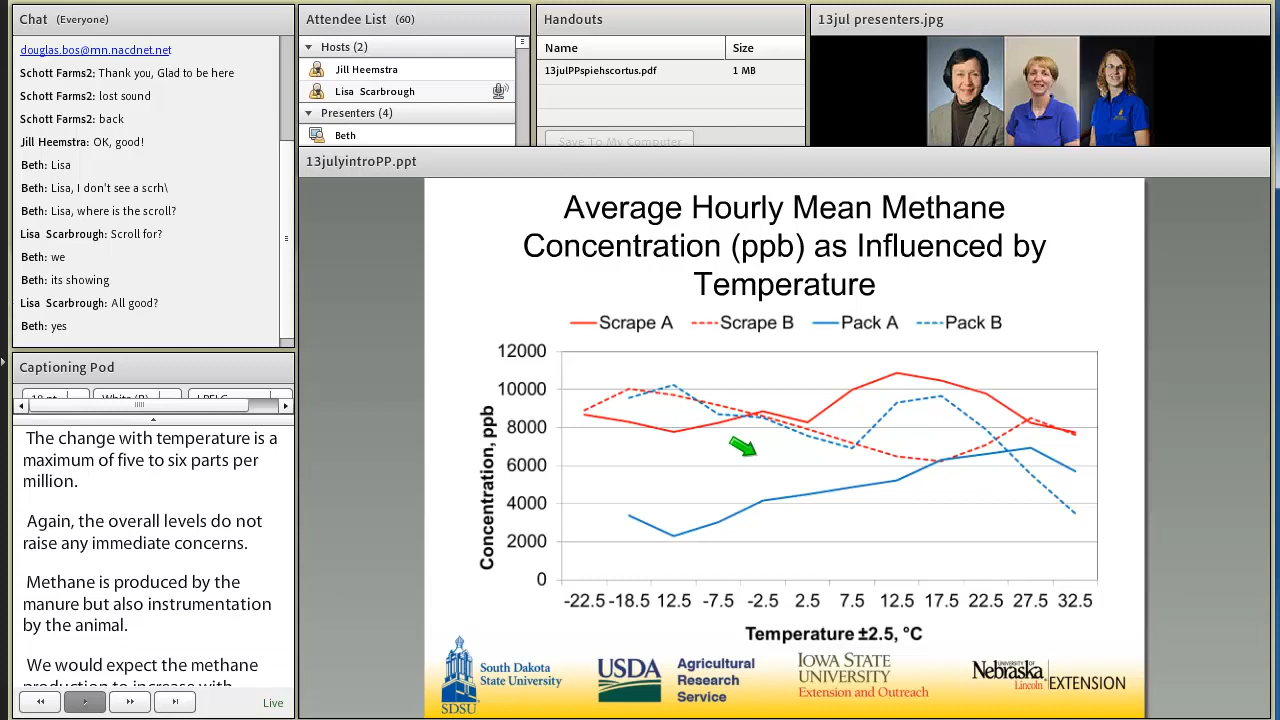 Chat (Everyone)
douglas.bos@mn.nacdnet.net
Schott Farms2: Thank you, Glad to be here
Schott Farms2: lost sound
Schott Farms2: back
Jill Heemstra: OK, good!
Beth: Lisa
Beth: Lisa, I don't see a scrh\
Beth: Lisa, where is the scroll?
Lisa Scarbrough: Scroll for?
Beth: we
Beth: its showing
Lisa Scarbrough: All good?
Beth: yes
Captioning Pod
The change with temperature is a
maximum of five to six parts per
million.
Again, the overall levels do not
raise any immediate concerns.
Methane is produced by the
manure but also instrumentation
by the animal.
We would expect the methane
production to increase with
Live
Attendee List (60)
Hosts (2)
Jill Heemstra
Lisa Scarbrough
Presenters (4)
Beth
Handouts
Name Size
13julPPspiehscortus.pdf 1 MB
Save To My Computer
13jul presenters.jpg
13julyintroPP.ppt
Average Hourly Mean Methane
Concentration (ppb) as Influenced by
Temperature
Scrape A Scrape B Pack A Pack B
Concentration, ppb
12000
10000
8000
6000
4000
2000
0
-22.5 -18.5 12.5 -7.5 -2.5 2.5 7.5 12.5 17.5 22.5 27.5 32.5
Temperature ±2.5, °C
SDSU
South Dakota
State University
USDA
Agricultural
Research
Service
IOWA STATE
UNIVERSITY
Extension and Outreach
UNIVERSITY OF
Nebraska
Lincoln
EXTENSION